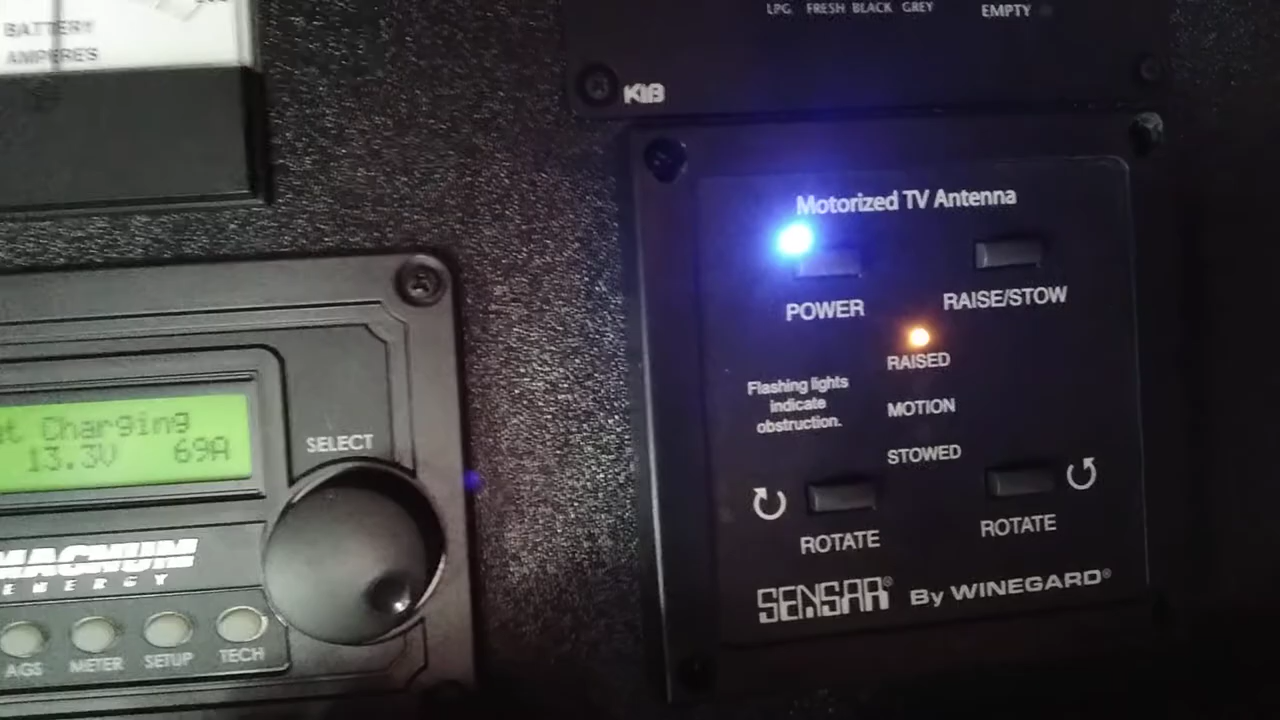 BATTERY
AMPERES
LPG. FRESH BLACK GREY EMPTY
KIB
Motorized TV Antenna
POWER
RAISE/STOW
RAISED
Flashing lights
indicate
obstruction.
MOTION
STOWED
ROTATE
ROTATE
SENSAR® By WINEGARD®
Charging
13.3V 69A
SELECT
MAGNUM
ENERGY
AGS METER SETUP TECH